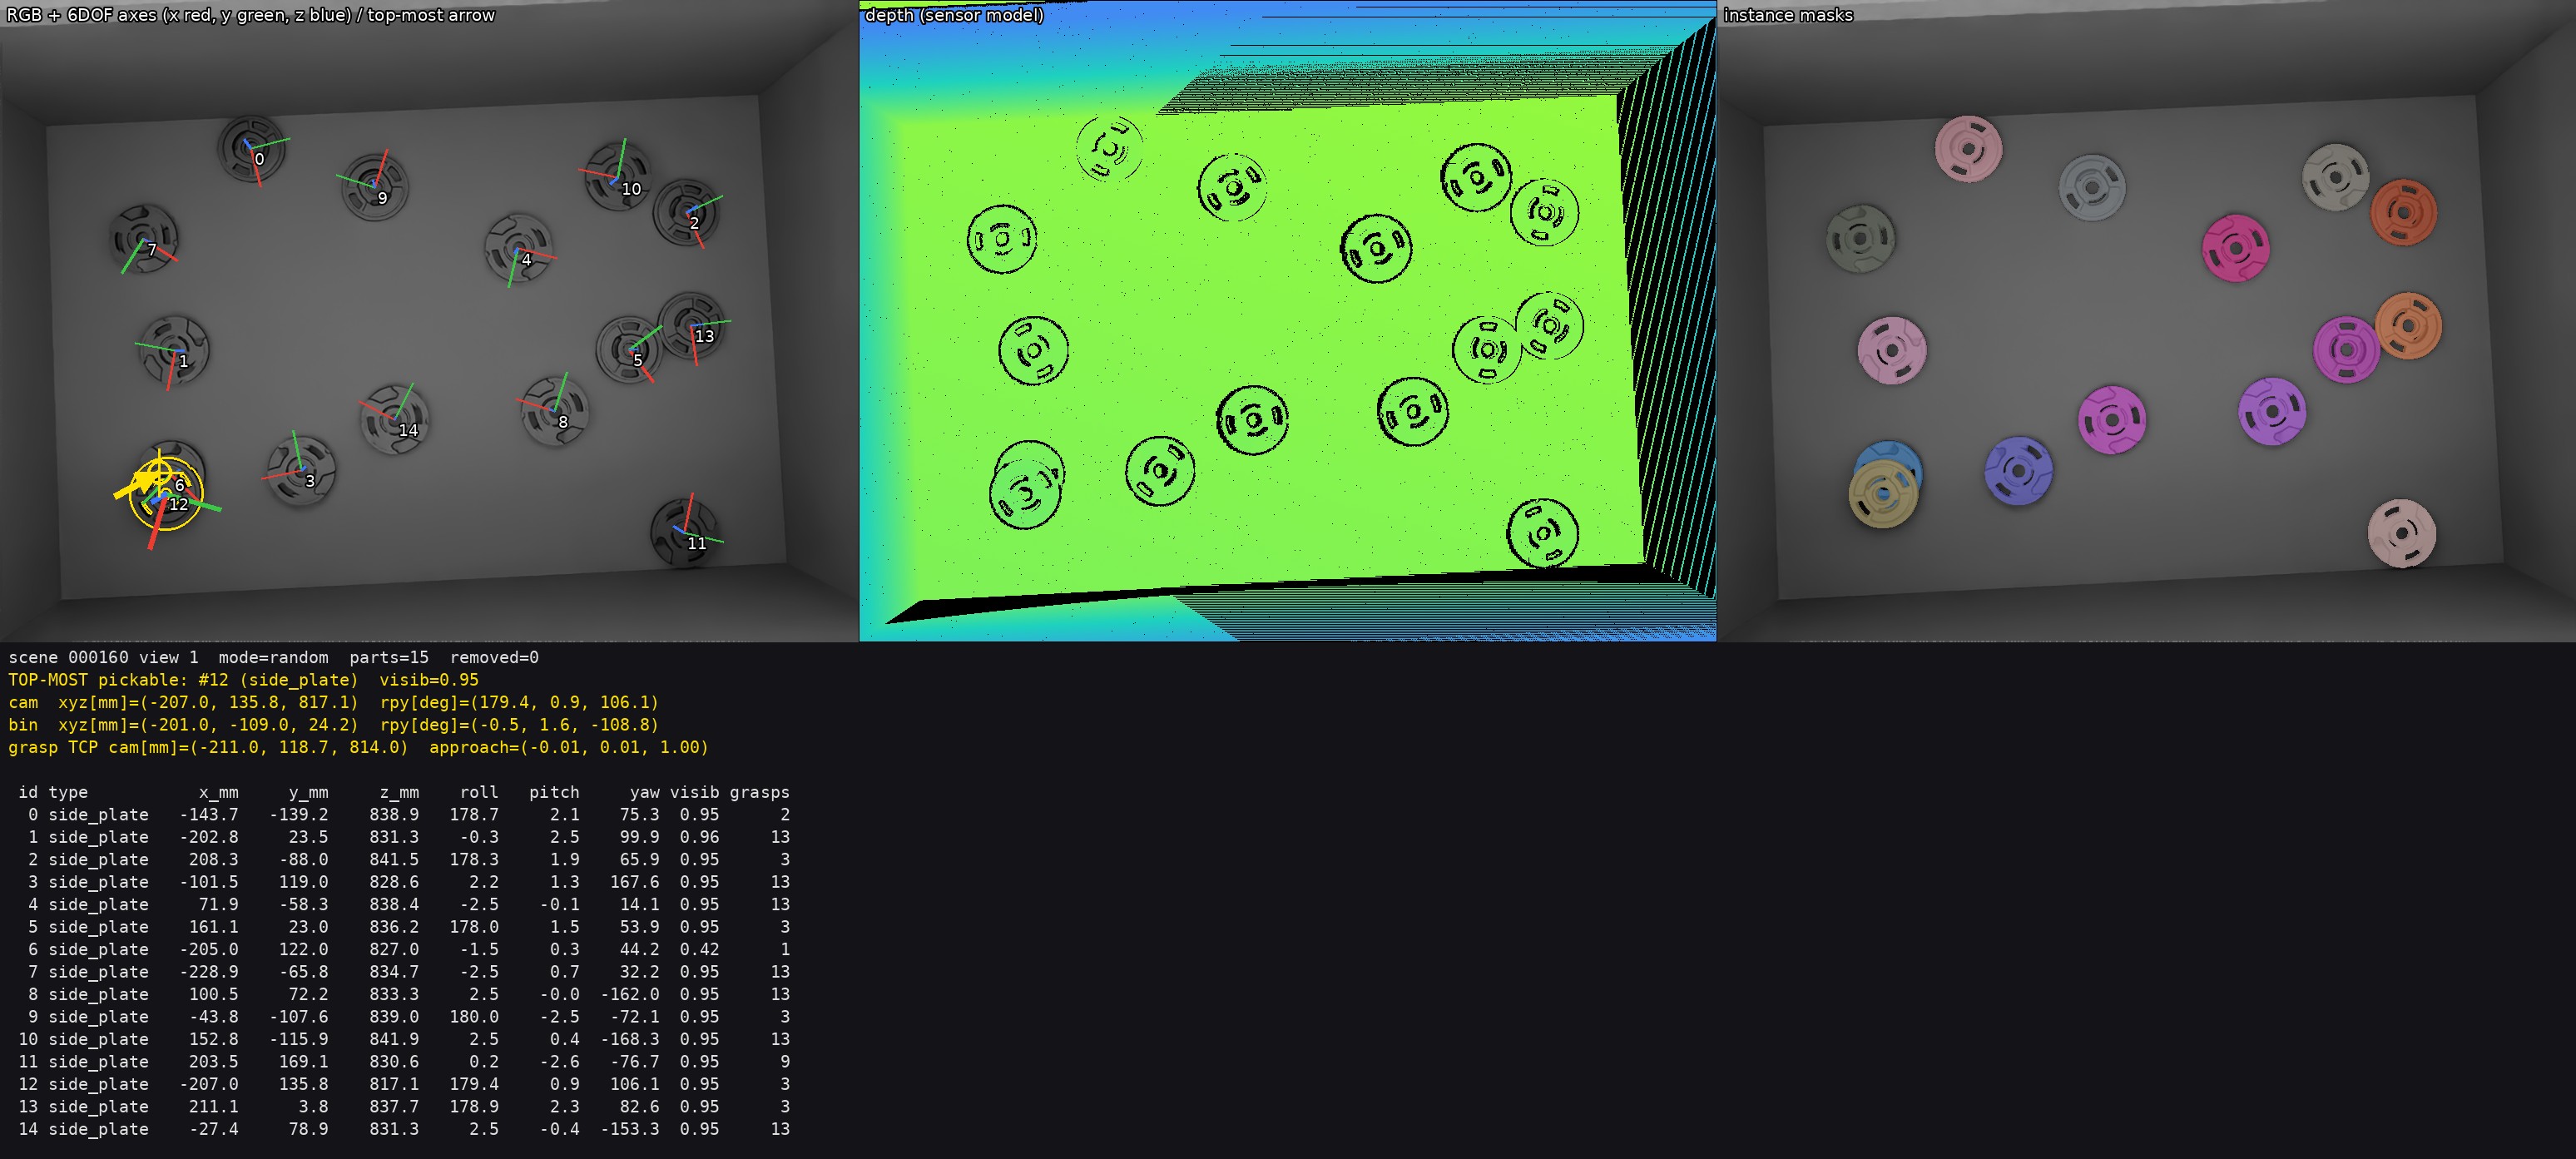 RGB + 6DOF axes (x red, y green, z blue) / top-most arrow
depth (sensor model)
instance masks
0
9
10
2
7
4
1
13
5
8
14
6
3
12
11
scene 000160 view 1 mode=random parts=15 removed=0
TOP-MOST pickable: #12 (side_plate) visib=0.95
cam xyz[mm]=(-207.0, 135.8, 817.1) rpy[deg]=(179.4, 0.9, 106.1)
bin xyz[mm]=(-201.0, -109.0, 24.2) rpy[deg]=(-0.5, 1.6, -108.8)
grasp TCP cam[mm]=(-211.0, 118.7, 814.0) approach=(-0.01, 0.01, 1.00)
id type x_mm y_mm z_mm roll pitch yaw visib grasps
0 side_plate -143.7 -139.2 838.9 178.7 2.1 75.3 0.95 2
1 side_plate -202.8 23.5 831.3 -0.3 2.5 99.9 0.96 13
2 side_plate 208.3 -88.0 841.5 178.3 1.9 65.9 0.95 3
3 side_plate -101.5 119.0 828.6 2.2 1.3 167.6 0.95 13
4 side_plate 71.9 -58.3 838.4 -2.5 -0.1 14.1 0.95 13
5 side_plate 161.1 23.0 836.2 178.0 1.5 53.9 0.95 3
6 side_plate -205.0 122.0 827.0 -1.5 0.3 44.2 0.42 1
7 side_plate -228.9 -65.8 834.7 -2.5 0.7 32.2 0.95 13
8 side_plate 100.5 72.2 833.3 2.5 -0.0 -162.0 0.95 13
9 side_plate -43.8 -107.6 839.0 180.0 -2.5 -72.1 0.95 3
10 side_plate 152.8 -115.9 841.9 2.5 0.4 -168.3 0.95 13
11 side_plate 203.5 169.1 830.6 0.2 -2.6 -76.7 0.95 9
12 side_plate -207.0 135.8 817.1 179.4 0.9 106.1 0.95 3
13 side_plate 211.1 3.8 837.7 178.9 2.3 82.6 0.95 3
14 side_plate -27.4 78.9 831.3 2.5 -0.4 -153.3 0.95 13